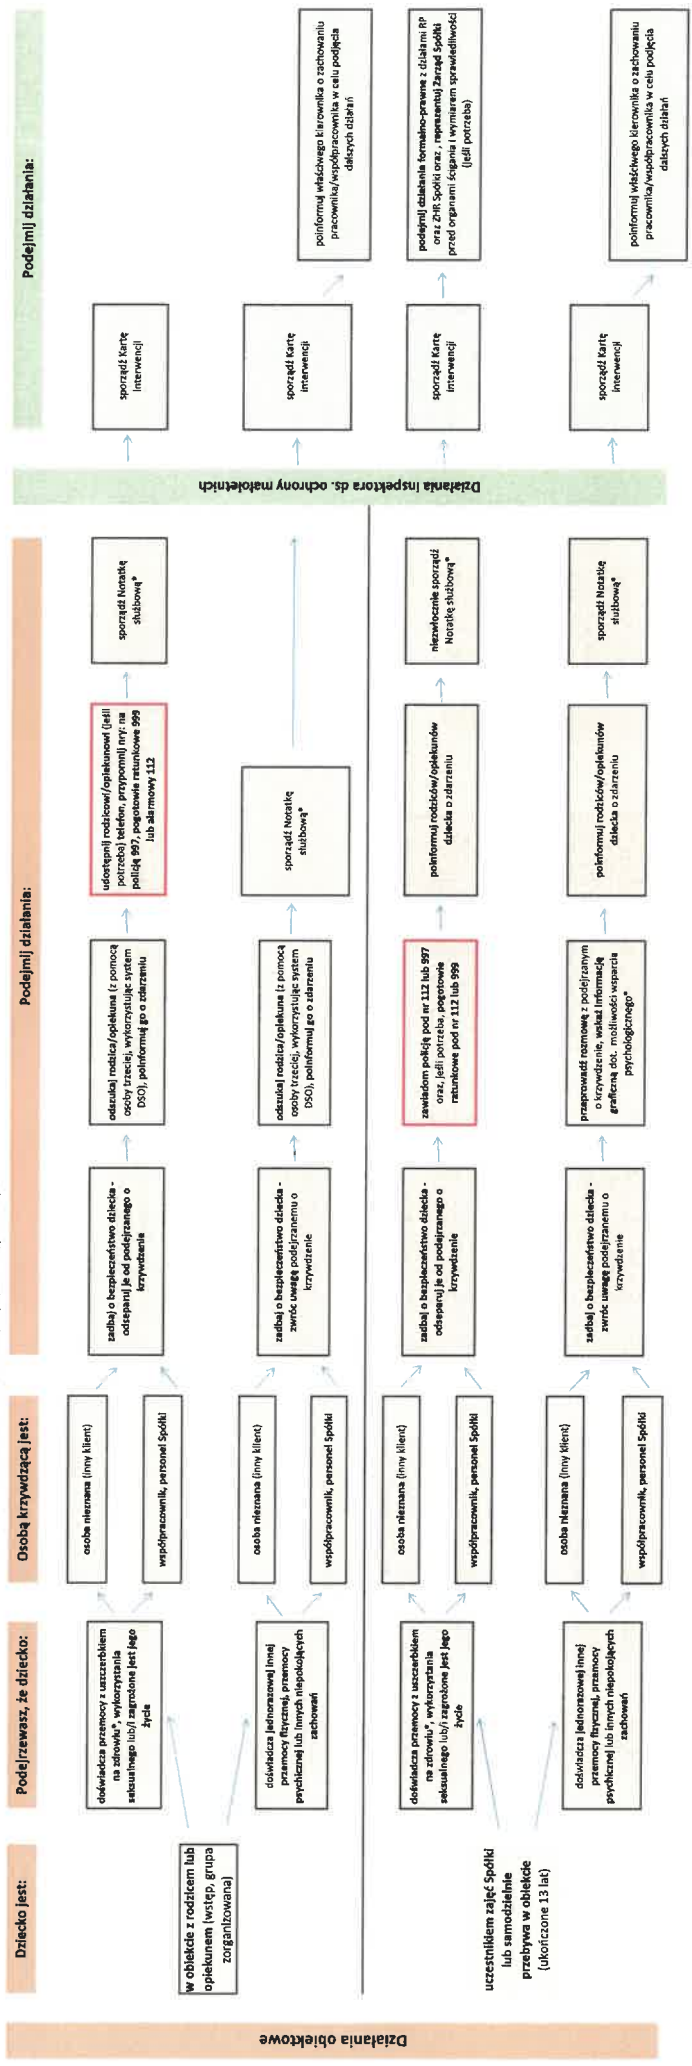 Działania obiektowe
Dziecko jest:
Podejrzewasz, że dziecko:
Osobą krzywdzącą jest:
Podejmij działania:
Podejmij działania:
w obiekcie z rodzicem lub
opiekunem (wstęp, grupa
zorganizowana)
doświadcza przemocy z uszczerbkiem
na zdrowiu*, wykorzystania
seksualnego lub/i zagrożone jest jego
życie
osoba nieznana (inny klient)
współpracownik, personel Spółki
zadbaj o bezpieczeństwo dziecka -
odseparuj je od podejrzanego o
krzywdzenie
odszukaj rodzica/opiekuna (z pomocą
osoby trzeciej, wykorzystując system
DSO), poinformuj go o zdarzeniu
udostępnij rodzicowi/opiekunowi (jeśli
potrzeba) telefon, przypomnij nry: na
policję 997, pogotowie ratunkowe 999
lub alarmowy 112
sporządź Notatkę
służbową*
sporządź Kartę
Interwencji
doświadcza jednorazowej innej
przemocy fizycznej, przemocy
psychicznej lub innych niepokojących
zachowań
osoba nieznana (inny klient)
współpracownik, personel Spółki
zadbaj o bezpieczeństwo dziecka -
zwróc uwagę podejrzanemu o
krzywdzenie
odszukaj rodzica/opiekuna (z pomocą
osoby trzeciej, wykorzystując system
DSO), poinformuj go o zdarzeniu
sporządź Notatkę
służbową*
Działania Inspektora ds. ochrony małoletnich
sporządź Kartę
Interwencji
poinformuj właściwego kierownika o zachowaniu
pracownika/współpracownika w celu podjęcia
dalszych działań
uczestnikiem zajęć Spółki
lub samodzielnie
przebywa w obiekcie
(ukończone 13 lat)
doświadcza przemocy z uszczerbkiem
na zdrowiu*, wykorzystania
seksualnego lub/i zagrożone jest jego
życie
osoba nieznana (inny klient)
współpracownik, personel Spółki
zadbaj o bezpieczeństwo dziecka -
odseparuj je od podejrzanego o
krzywdzenie
zawiadom policję pod nr 112 lub 997
oraz, jeśli potrzeba, pogotowie
ratunkowe pod nr 112 lub 999
poinformuj rodziców/opiekunów
dziecka o zdarzeniu
niezwłocznie sporządź
Notatkę służbową*
sporządź Kartę
Interwencji
podejmij działanie formalno-prawne z działami RP
oraz ZHR Spółki oraz , reprezentuj Zarząd Spółki
przed organami ścigania i wymiarem sprawiedliwości
(jeśli potrzeba)
doświadcza jednorazowej innej
przemocy fizycznej, przemocy
psychicznej lub innych niepokojących
zachowań
osoba nieznana (inny klient)
współpracownik, personel Spółki
zadbaj o bezpieczeństwo dziecka -
zwróc uwagę podejrzanemu o
krzywdzenie
przeprowadź rozmowę z podejrzanym
o krzywdzenie, wskaż Informację
graficzną dot. możliwości wsparcia
psychologicznego*
poinformuj rodziców/opiekunów
dziecka o zdarzeniu
sporządź Notatkę
służbową*
sporządź Kartę
Interwencji
poinformuj właściwego kierownika o zachowaniu
pracownika/współpracownika w celu podjęcia
dalszych działań